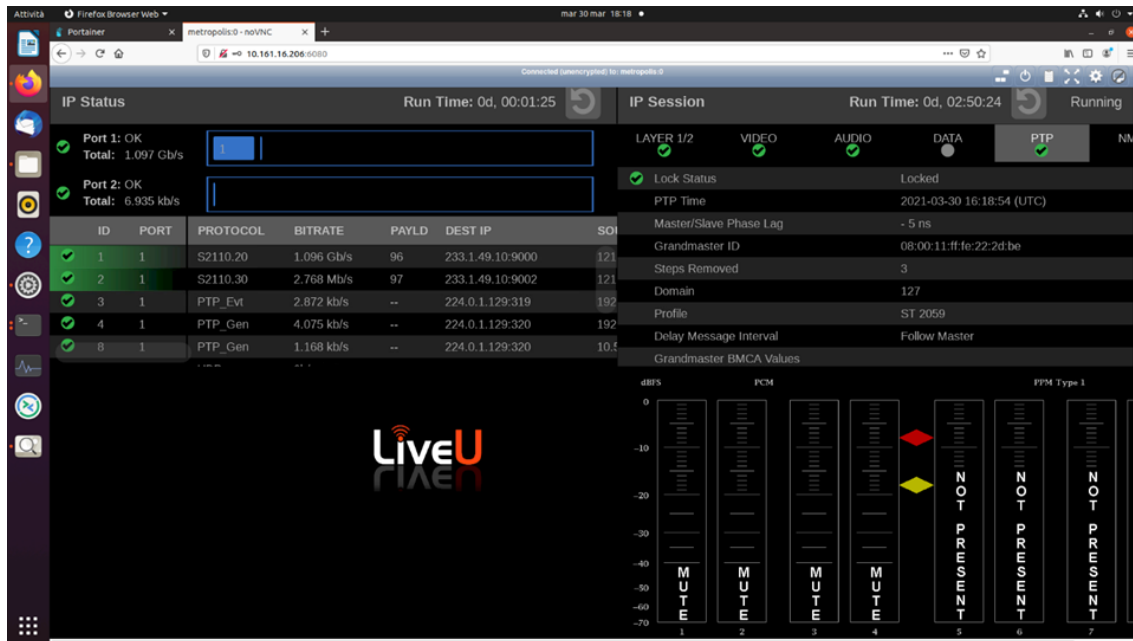 Attività Firefox Browser Web mar 30 mar 18:18
Portainer metropolis:0 - noVNC
10.161.16.206:6080
Connected (unencrypted) to: metropolis:0
IP Status Run Time: 0d, 00:01:25
Port 1: OK
Total: 1.097 Gb/s
1
Port 2: OK
Total: 6.935 kb/s
ID PORT PROTOCOL BITRATE PAYLD DEST IP SOU
1 1 S2110.20 1.096 Gb/s 96 233.1.49.10:9000 121
2 1 S2110.30 2.768 Mb/s 97 233.1.49.10:9002 121
3 1 PTP_Evt 2.872 kb/s -- 224.0.1.129:319 192
4 1 PTP_Gen 4.075 kb/s -- 224.0.1.129:320 192
8 1 PTP_Gen 1.168 kb/s -- 224.0.1.129:320 10.5
LiveU
IP Session Run Time: 0d, 02:50:24 Running
LAYER 1/2 VIDEO AUDIO DATA PTP NM
Lock Status Locked
PTP Time 2021-03-30 16:18:54 (UTC)
Master/Slave Phase Lag - 5 ns
Grandmaster ID 08:00:11:ff:fe:22:2d:be
Steps Removed 3
Domain 127
Profile ST 2059
Delay Message Interval Follow Master
Grandmaster BMCA Values
dBFS PCM PPM Type 1
0
-10
-20
-30
-40
-50
-60
-70
MUTE MUTE MUTE MUTE NOT PRESENT NOT PRESENT NOT PRESENT
1 2 3 4 5 6 7